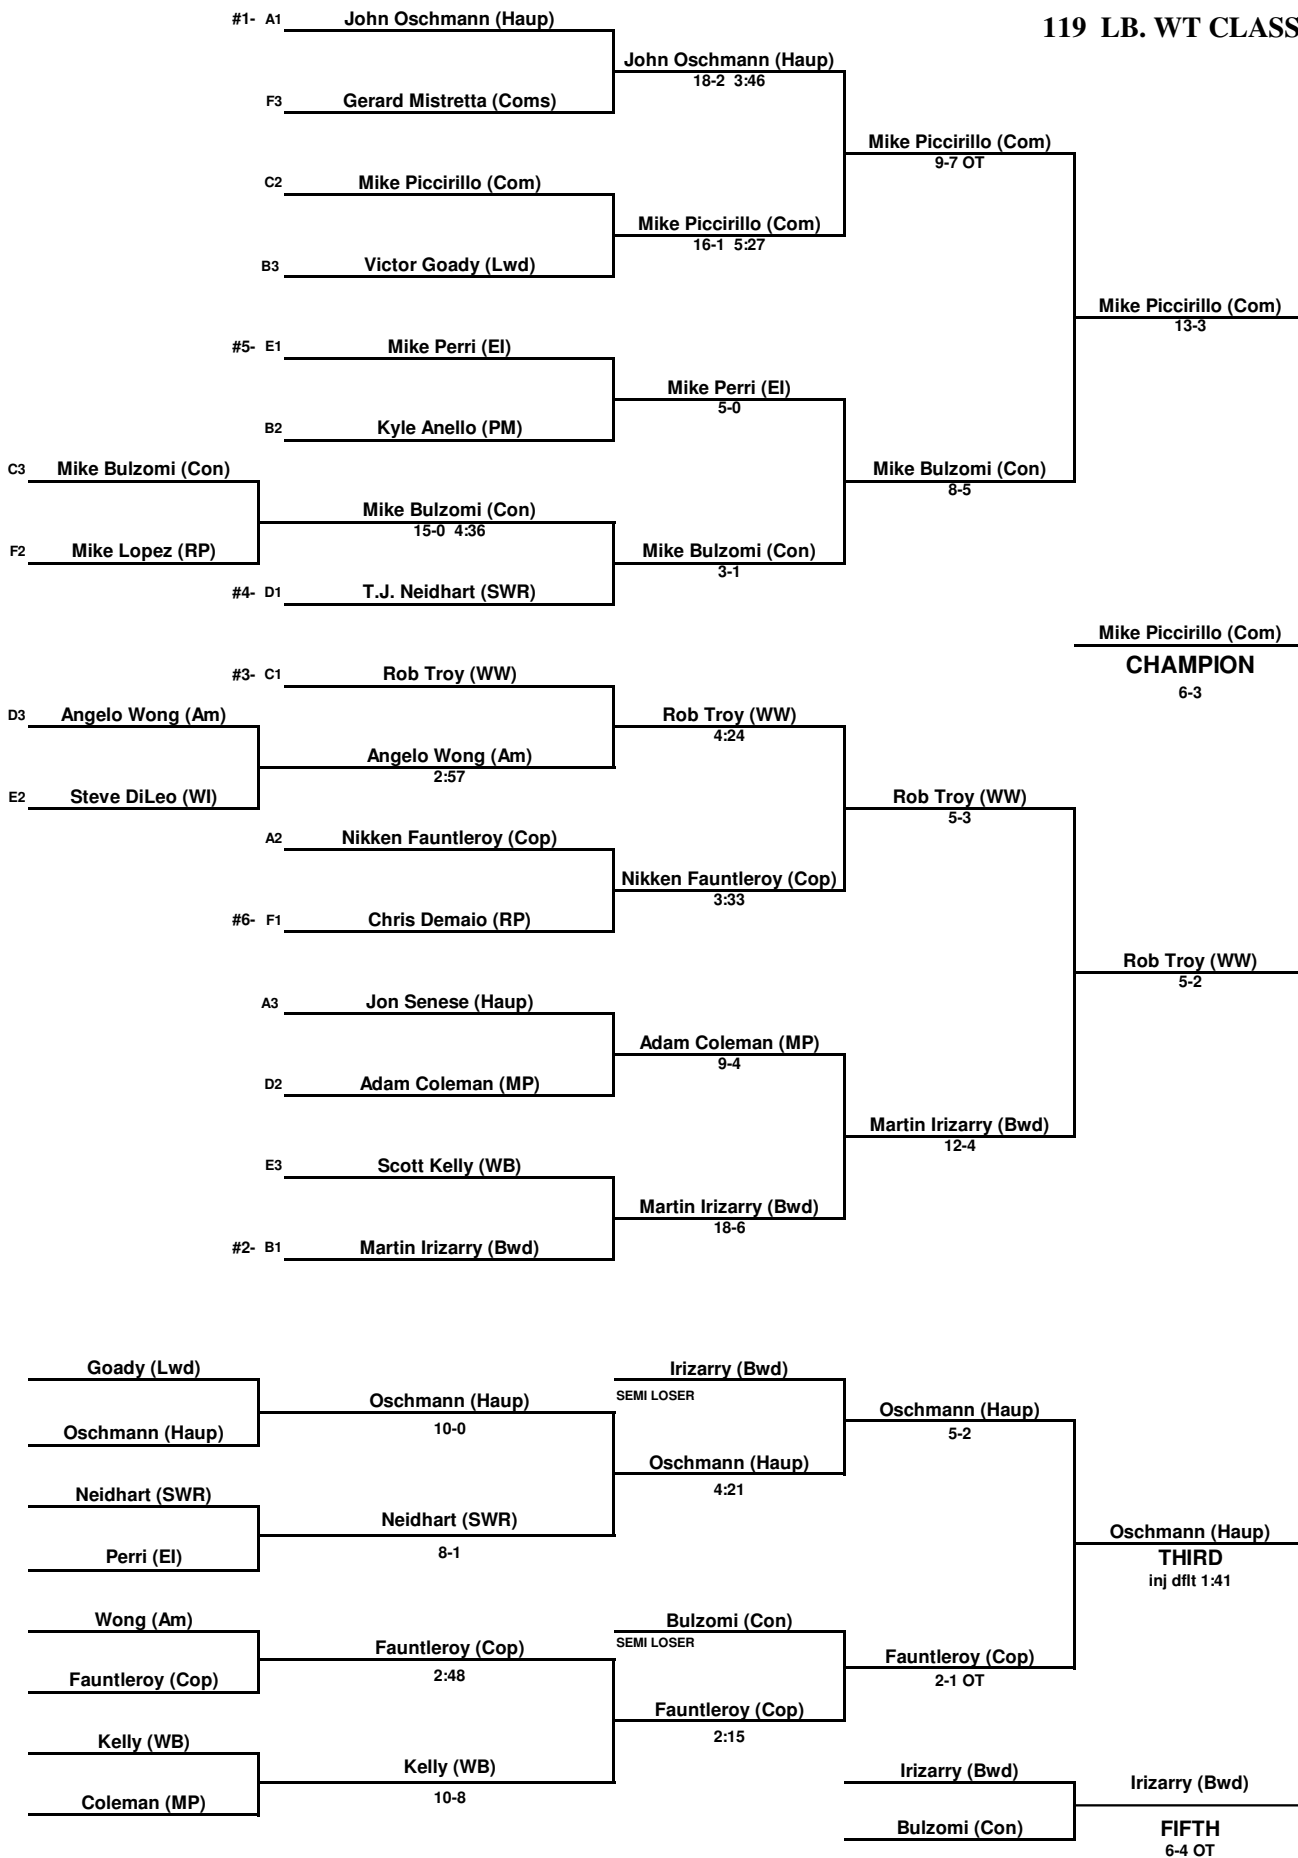 119 LB. WT CLASS
#1- A1 John Oschmann (Haup)
John Oschmann (Haup)
18-2 3:46
F3 Gerard Mistretta (Coms)
Mike Piccirillo (Com)
9-7 OT
C2 Mike Piccirillo (Com)
Mike Piccirillo (Com)
16-1 5:27
B3 Victor Goady (Lwd)
Mike Piccirillo (Com)
13-3
#5- E1 Mike Perri (EI)
Mike Perri (EI)
5-0
B2 Kyle Anello (PM)
C3 Mike Bulzomi (Con)
Mike Bulzomi (Con)
8-5
Mike Bulzomi (Con)
15-0 4:36
F2 Mike Lopez (RP)
Mike Bulzomi (Con)
3-1
#4- D1 T.J. Neidhart (SWR)
Mike Piccirillo (Com)
CHAMPION
6-3
#3- C1 Rob Troy (WW)
D3 Angelo Wong (Am)
Rob Troy (WW)
4:24
Angelo Wong (Am)
2:57
E2 Steve DiLeo (WI)
Rob Troy (WW)
5-3
A2 Nikken Fauntleroy (Cop)
Nikken Fauntleroy (Cop)
3:33
#6- F1 Chris Demaio (RP)
Rob Troy (WW)
5-2
A3 Jon Senese (Haup)
Adam Coleman (MP)
9-4
D2 Adam Coleman (MP)
Martin Irizarry (Bwd)
12-4
E3 Scott Kelly (WB)
Martin Irizarry (Bwd)
18-6
#2- B1 Martin Irizarry (Bwd)
Goady (Lwd)
Irizarry (Bwd)
SEMI LOSER
Oschmann (Haup)
10-0
Oschmann (Haup)
5-2
Oschmann (Haup)
Oschmann (Haup)
4:21
Neidhart (SWR)
Neidhart (SWR)
8-1
Perri (EI)
Oschmann (Haup)
THIRD
inj dflt 1:41
Wong (Am)
Bulzomi (Con)
SEMI LOSER
Fauntleroy (Cop)
2:48
Fauntleroy (Cop)
2-1 OT
Fauntleroy (Cop)
Fauntleroy (Cop)
2:15
Kelly (WB)
Kelly (WB)
10-8
Coleman (MP)
Irizarry (Bwd)
Irizarry (Bwd)
Bulzomi (Con)
FIFTH
6-4 OT